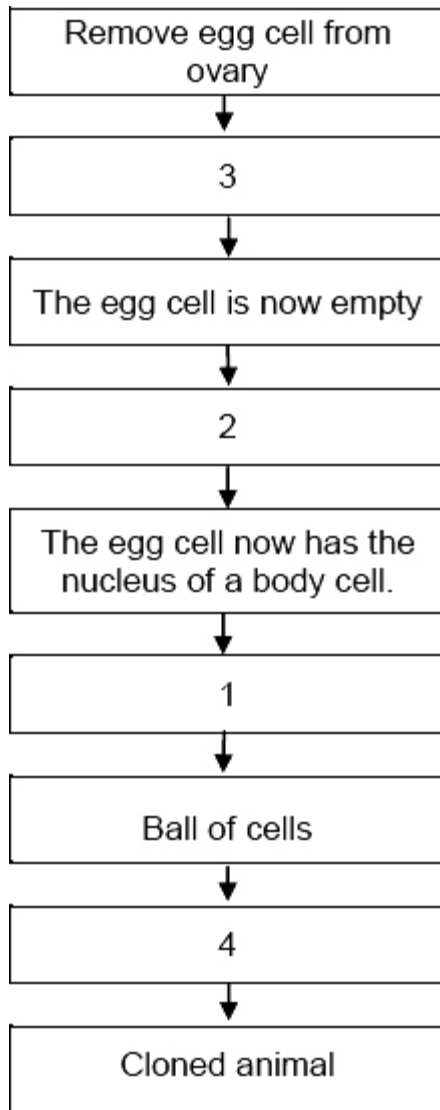 Remove egg cell from
ovary
3
The egg cell is now empty
2
The egg cell now has the
nucleus of a body cell.
1
Ball of cells
4
Cloned animal